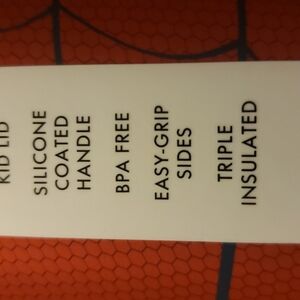 KID LID
SILICONE
COATED
HANDLE
BPA FREE
EASY-GRIP
SIDES
TRIPLE
INSULATED